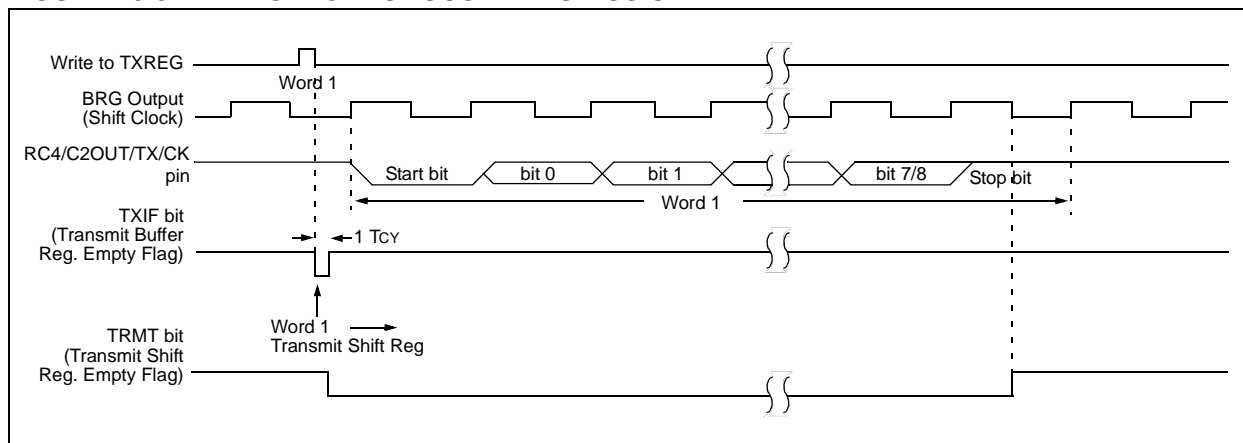 Write to TXREG
Word 1
BRG Output
(Shift Clock)
RC4/C2OUT/TX/CK
pin
Start bit
bit 0
bit 1
bit 7/8
Stop bit
Word 1
TXIF bit
(Transmit Buffer
Reg. Empty Flag)
1 TCY
Word 1
Transmit Shift Reg
TRMT bit
(Transmit Shift
Reg. Empty Flag)